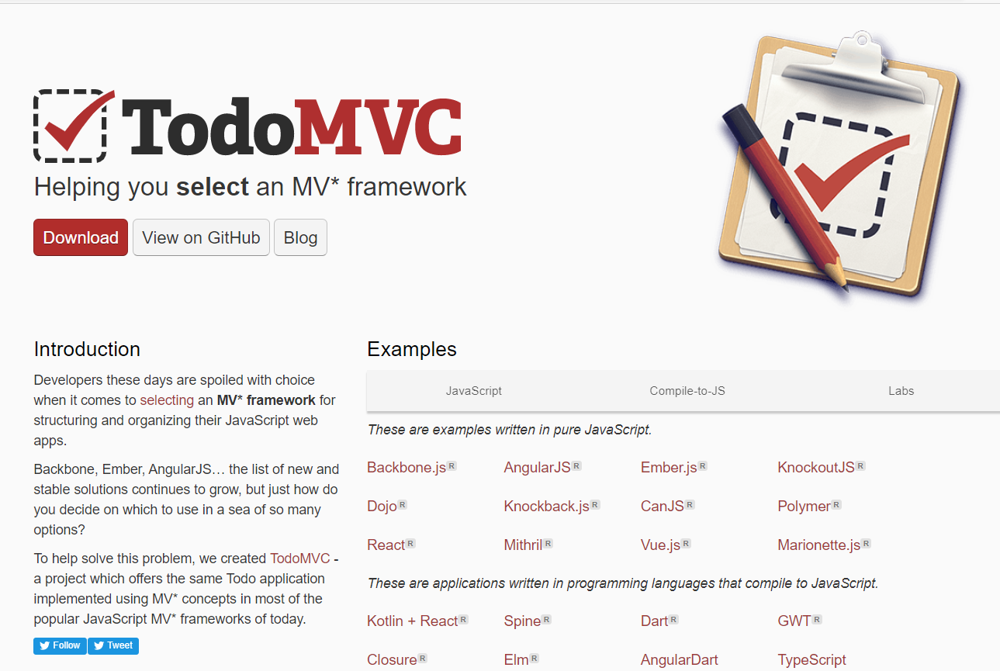 TodoMVC
Helping you select an MV* framework
Download View on GitHub Blog
Introduction
Developers these days are spoiled with choice
when it comes to selecting an MV* framework for
structuring and organizing their JavaScript web
apps.
Backbone, Ember, AngularJS… the list of new and
stable solutions continues to grow, but just how do
you decide on which to use in a sea of so many
options?
To help solve this problem, we created TodoMVC -
a project which offers the same Todo application
implemented using MV* concepts in most of the
popular JavaScript MV* frameworks of today.
Follow Tweet
Examples
JavaScript Compile-to-JS Labs
These are examples written in pure JavaScript.
Backbone.js R AngularJS R Ember.js R KnockoutJS R
Dojo R Knockback.js R CanJS R Polymer R
React R Mithril R Vue.js R Marionette.js R
These are applications written in programming languages that compile to JavaScript.
Kotlin + React R Spine R Dart R GWT R
Closure R Elm R AngularDart TypeScript